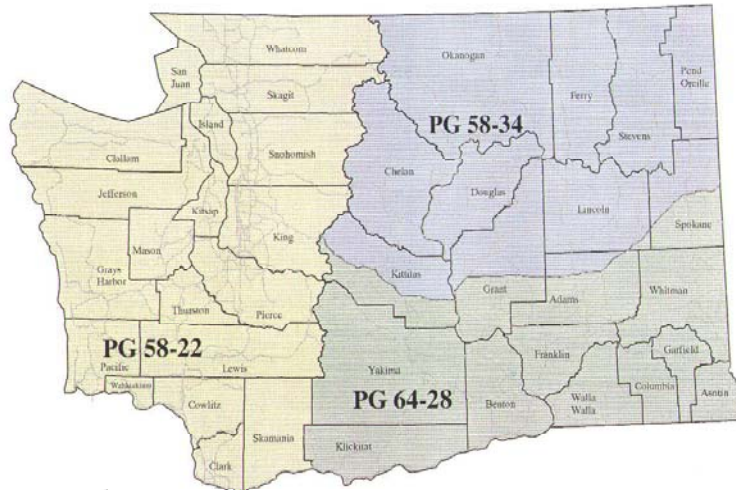 Whatcom
Okanogan
San
Juan
Pend
Oreille
Skagit
Ferry
Island
PG 58-34
Stevens
Clallam
Snohomish
Chelan
Douglas
Jefferson
Kitsap
Lincoln
Spokane
Mason
King
Grays
Harbor
Kittitas
Grant
Adams
Whitman
Thurston
Pierce
PG 58-22
Pacific
Lewis
Yakima
Franklin
Garfield
Wahkiakum
Cowlitz
PG 64-28
Benton
Walla
Walla
Columbia
Asotin
Skamania
Klickitat
Clark